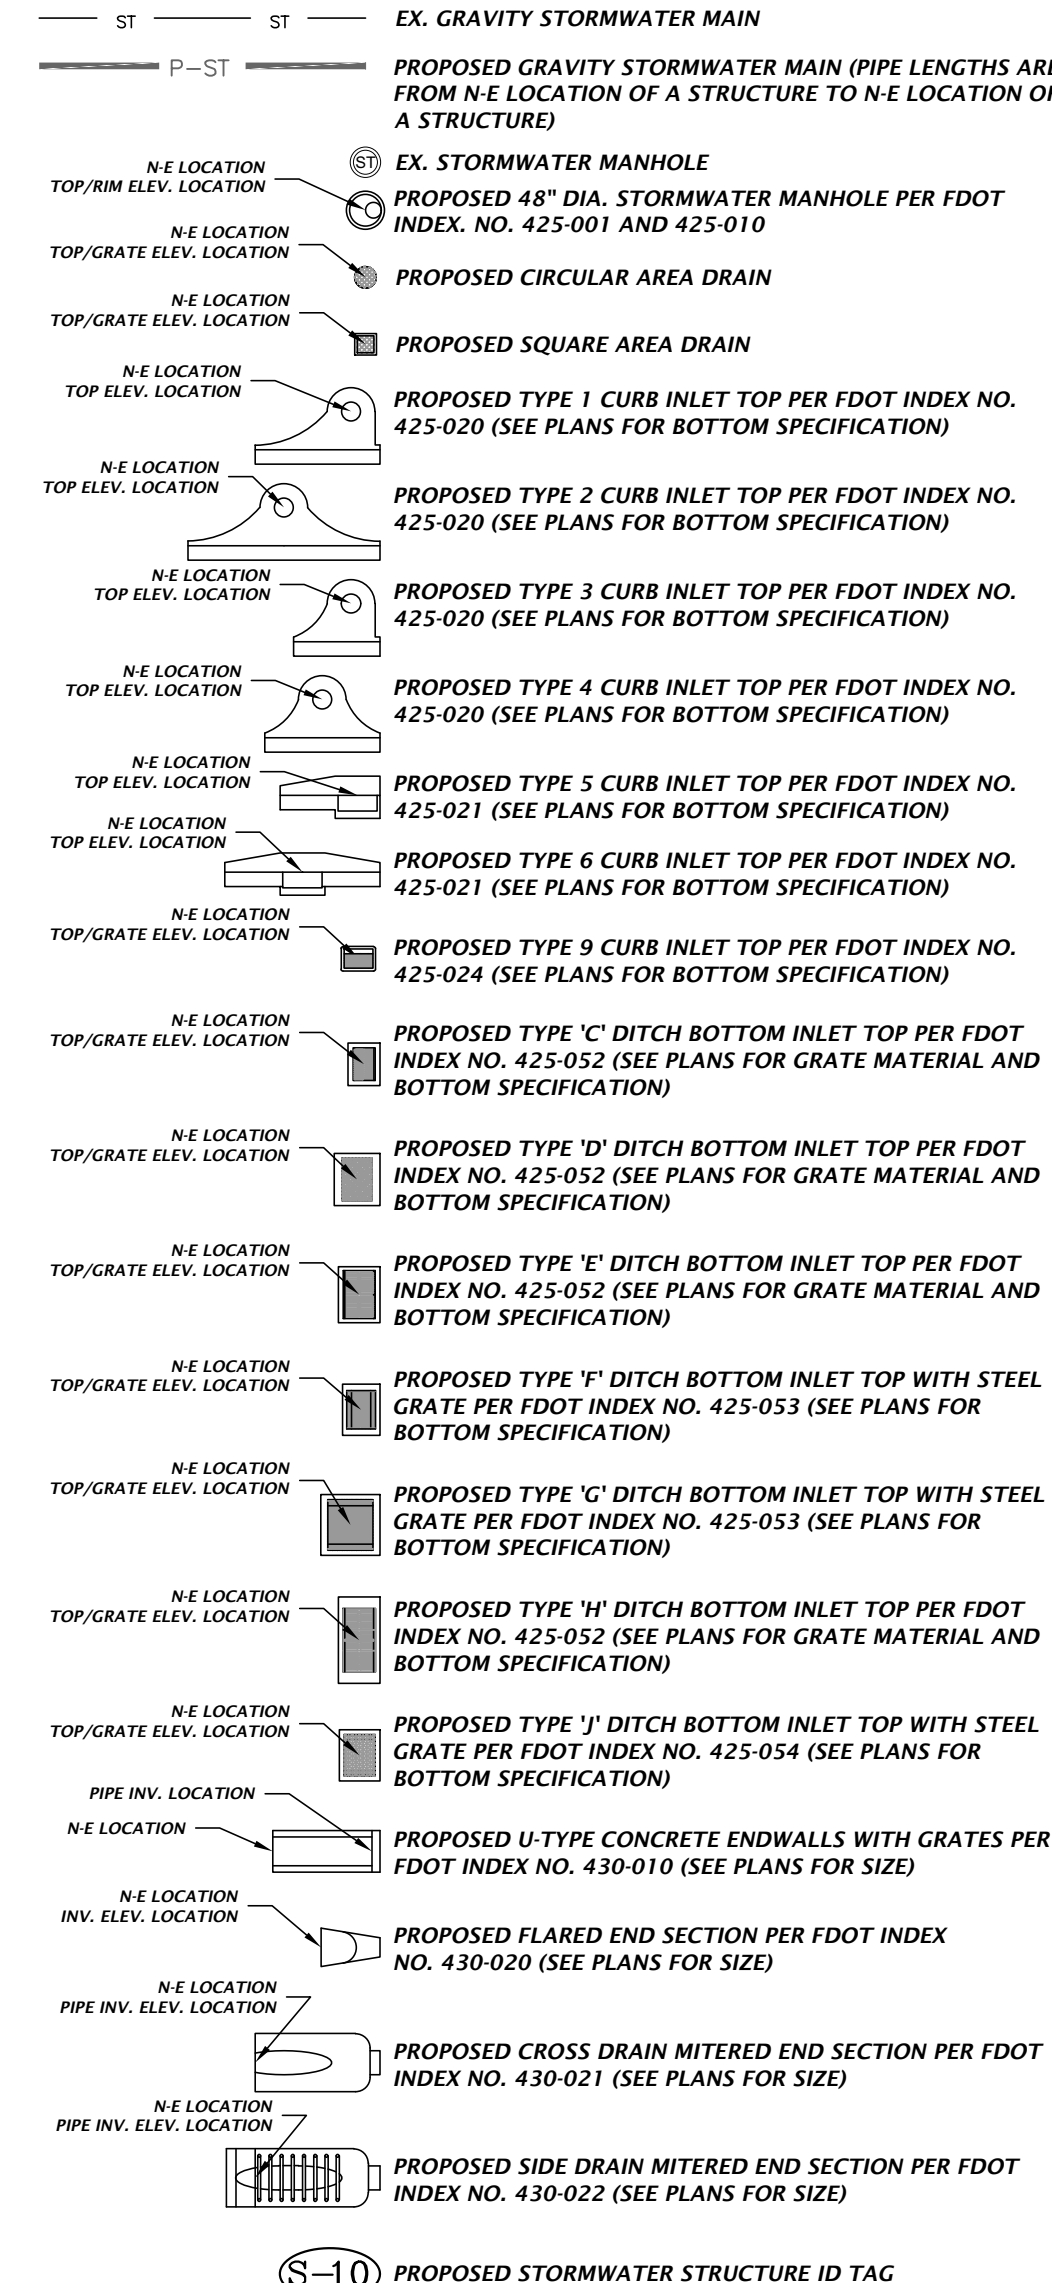 ST ST EX. GRAVITY STORMWATER MAIN
P-ST PROPOSED GRAVITY STORMWATER MAIN (PIPE LENGTHS ARE
FROM N-E LOCATION OF A STRUCTURE TO N-E LOCATION OF
A STRUCTURE)
ST EX. STORMWATER MANHOLE
N-E LOCATION
TOP/RIM ELEV. LOCATION
PROPOSED 48" DIA. STORMWATER MANHOLE PER FDOT
INDEX. NO. 425-001 AND 425-010
N-E LOCATION
TOP/GRATE ELEV. LOCATION
PROPOSED CIRCULAR AREA DRAIN
N-E LOCATION
TOP/GRATE ELEV. LOCATION
PROPOSED SQUARE AREA DRAIN
N-E LOCATION
TOP ELEV. LOCATION
PROPOSED TYPE 1 CURB INLET TOP PER FDOT INDEX NO.
425-020 (SEE PLANS FOR BOTTOM SPECIFICATION)
N-E LOCATION
TOP ELEV. LOCATION
PROPOSED TYPE 2 CURB INLET TOP PER FDOT INDEX NO.
425-020 (SEE PLANS FOR BOTTOM SPECIFICATION)
N-E LOCATION
TOP ELEV. LOCATION
PROPOSED TYPE 3 CURB INLET TOP PER FDOT INDEX NO.
425-020 (SEE PLANS FOR BOTTOM SPECIFICATION)
N-E LOCATION
TOP ELEV. LOCATION
PROPOSED TYPE 4 CURB INLET TOP PER FDOT INDEX NO.
425-020 (SEE PLANS FOR BOTTOM SPECIFICATION)
N-E LOCATION
TOP ELEV. LOCATION
PROPOSED TYPE 5 CURB INLET TOP PER FDOT INDEX NO.
425-021 (SEE PLANS FOR BOTTOM SPECIFICATION)
N-E LOCATION
TOP ELEV. LOCATION
PROPOSED TYPE 6 CURB INLET TOP PER FDOT INDEX NO.
425-021 (SEE PLANS FOR BOTTOM SPECIFICATION)
N-E LOCATION
TOP/GRATE ELEV. LOCATION
PROPOSED TYPE 9 CURB INLET TOP PER FDOT INDEX NO.
425-024 (SEE PLANS FOR BOTTOM SPECIFICATION)
N-E LOCATION
TOP/GRATE ELEV. LOCATION
PROPOSED TYPE 'C' DITCH BOTTOM INLET TOP PER FDOT
INDEX NO. 425-052 (SEE PLANS FOR GRATE MATERIAL AND
BOTTOM SPECIFICATION)
N-E LOCATION
TOP/GRATE ELEV. LOCATION
PROPOSED TYPE 'D' DITCH BOTTOM INLET TOP PER FDOT
INDEX NO. 425-052 (SEE PLANS FOR GRATE MATERIAL AND
BOTTOM SPECIFICATION)
N-E LOCATION
TOP/GRATE ELEV. LOCATION
PROPOSED TYPE 'E' DITCH BOTTOM INLET TOP PER FDOT
INDEX NO. 425-052 (SEE PLANS FOR GRATE MATERIAL AND
BOTTOM SPECIFICATION)
N-E LOCATION
TOP/GRATE ELEV. LOCATION
PROPOSED TYPE 'F' DITCH BOTTOM INLET TOP WITH STEEL
GRATE PER FDOT INDEX NO. 425-053 (SEE PLANS FOR
BOTTOM SPECIFICATION)
N-E LOCATION
TOP/GRATE ELEV. LOCATION
PROPOSED TYPE 'G' DITCH BOTTOM INLET TOP WITH STEEL
GRATE PER FDOT INDEX NO. 425-053 (SEE PLANS FOR
BOTTOM SPECIFICATION)
N-E LOCATION
TOP/GRATE ELEV. LOCATION
PROPOSED TYPE 'H' DITCH BOTTOM INLET TOP PER FDOT
INDEX NO. 425-052 (SEE PLANS FOR GRATE MATERIAL AND
BOTTOM SPECIFICATION)
N-E LOCATION
TOP/GRATE ELEV. LOCATION
PROPOSED TYPE 'J' DITCH BOTTOM INLET TOP WITH STEEL
GRATE PER FDOT INDEX NO. 425-054 (SEE PLANS FOR
BOTTOM SPECIFICATION)
PIPE INV. LOCATION
N-E LOCATION
PROPOSED U-TYPE CONCRETE ENDWALLS WITH GRATES PER
FDOT INDEX NO. 430-010 (SEE PLANS FOR SIZE)
N-E LOCATION
INV. ELEV. LOCATION
PROPOSED FLARED END SECTION PER FDOT INDEX
NO. 430-020 (SEE PLANS FOR SIZE)
N-E LOCATION
PIPE INV. ELEV. LOCATION
PROPOSED CROSS DRAIN MITERED END SECTION PER FDOT
INDEX NO. 430-021 (SEE PLANS FOR SIZE)
N-E LOCATION
PIPE INV. ELEV. LOCATION
PROPOSED SIDE DRAIN MITERED END SECTION PER FDOT
INDEX NO. 430-022 (SEE PLANS FOR SIZE)
S-10 PROPOSED STORMWATER STRUCTURE ID TAG